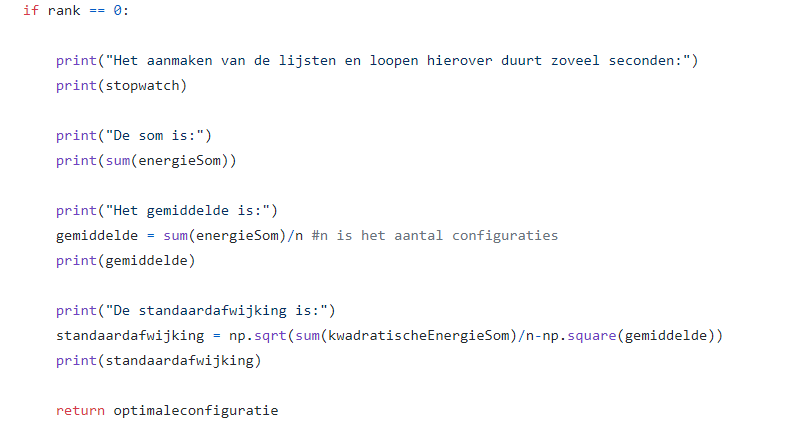 if rank == 0:
print("Het aanmaken van de lijsten en loopen hierover duurt zoveel seconden:")
print(stopwatch)
print("De som is:")
print(sum(energieSom))
print("Het gemiddelde is:")
gemiddelde = sum(energieSom)/n #n is het aantal configuraties
print(gemiddelde)
print("De standaardafwijking is:")
standaardafwijking = np.sqrt(sum(kwadratischeEnergieSom)/n-np.square(gemiddelde))
print(standaardafwijking)
return optimaleconfiguratie